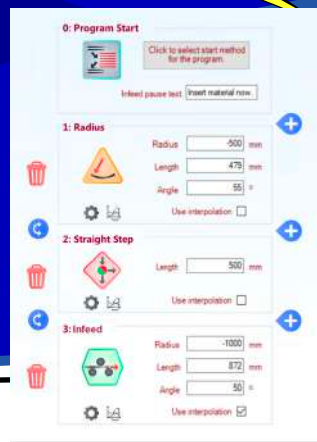 0: Program Start
Click to select start method
for the program.
Infeed pause text Insert material now.
1: Radius
Radius -500 mm
Length 479 mm
Angle 55 °
Use interpolation
2: Straight Step
Length 500 mm
Use interpolation
3: Infeed
Radius -1000 mm
Length 872 mm
Angle 50 °
Use interpolation